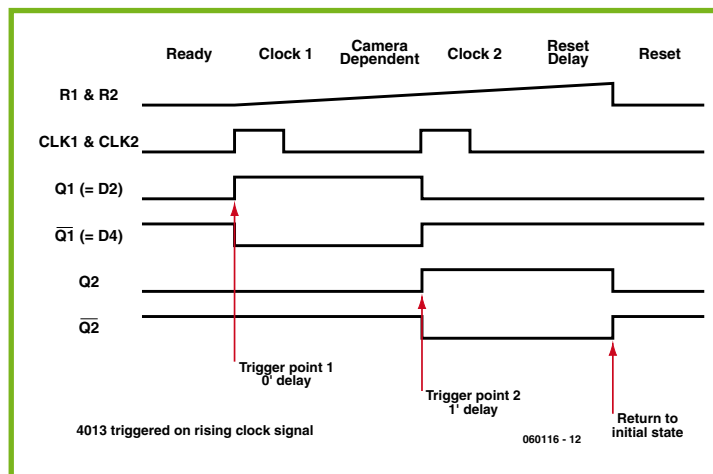 Ready Clock 1 Camera Dependent Clock 2 Reset Delay Reset
R1 & R2
CLK1 & CLK2
Q1 (= D2)
Q1 (= D4)
Q2
Q2
Trigger point 1
0' delay
Trigger point 2
1' delay
Return to
initial state
4013 triggered on rising clock signal
060116 - 12